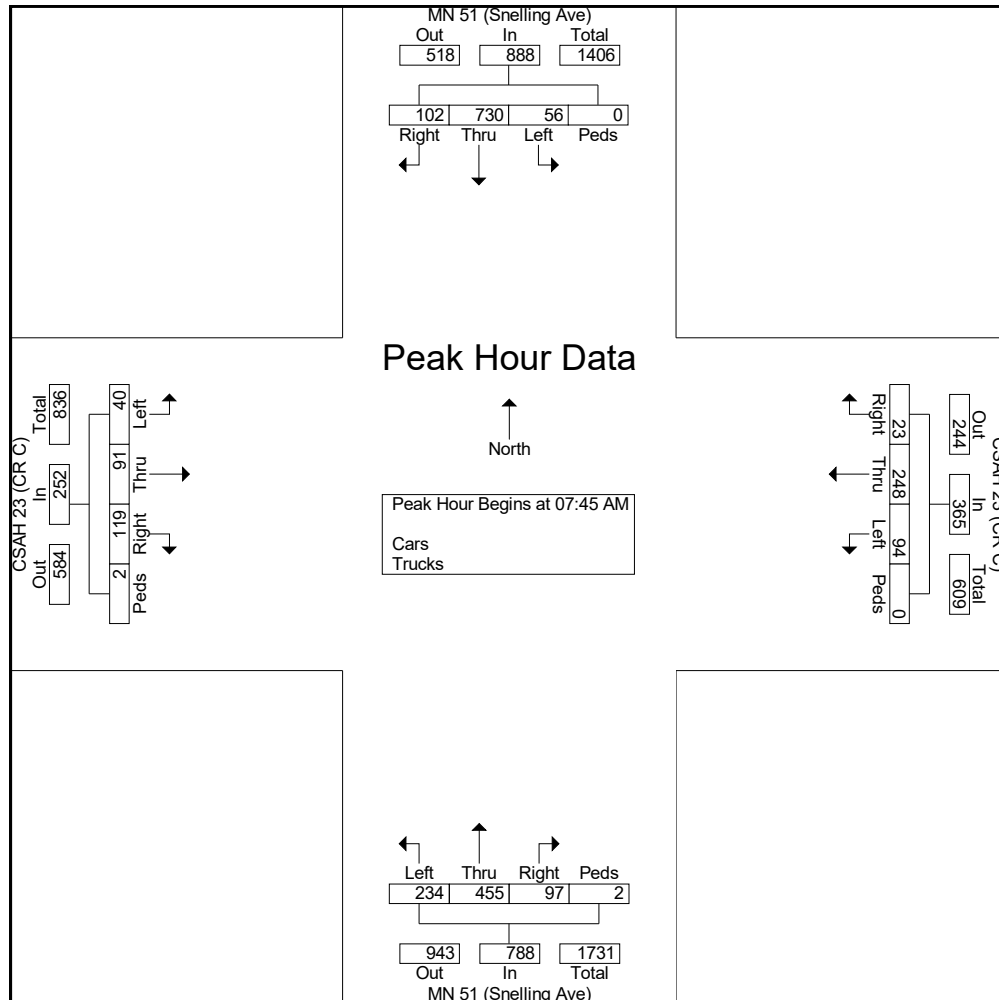 MN 51 (Snelling Ave)
Out In Total
518 888 1406
102 730 56 0
Right Thru Left Peds
Peak Hour Data
North
Peak Hour Begins at 07:45 AM
Cars
Trucks
CSAH 23 (CR C)
Total In Out
836 252 584
40 91 119 2
Left Thru Right Peds
Right Thru Left Peds
23 248 94 0
244 365 609
Out In Total
CSAH 23 (CR C)
Left Thru Right Peds
234 455 97 2
943 788 1731
Out In Total
MN 51 (Snelling Ave)